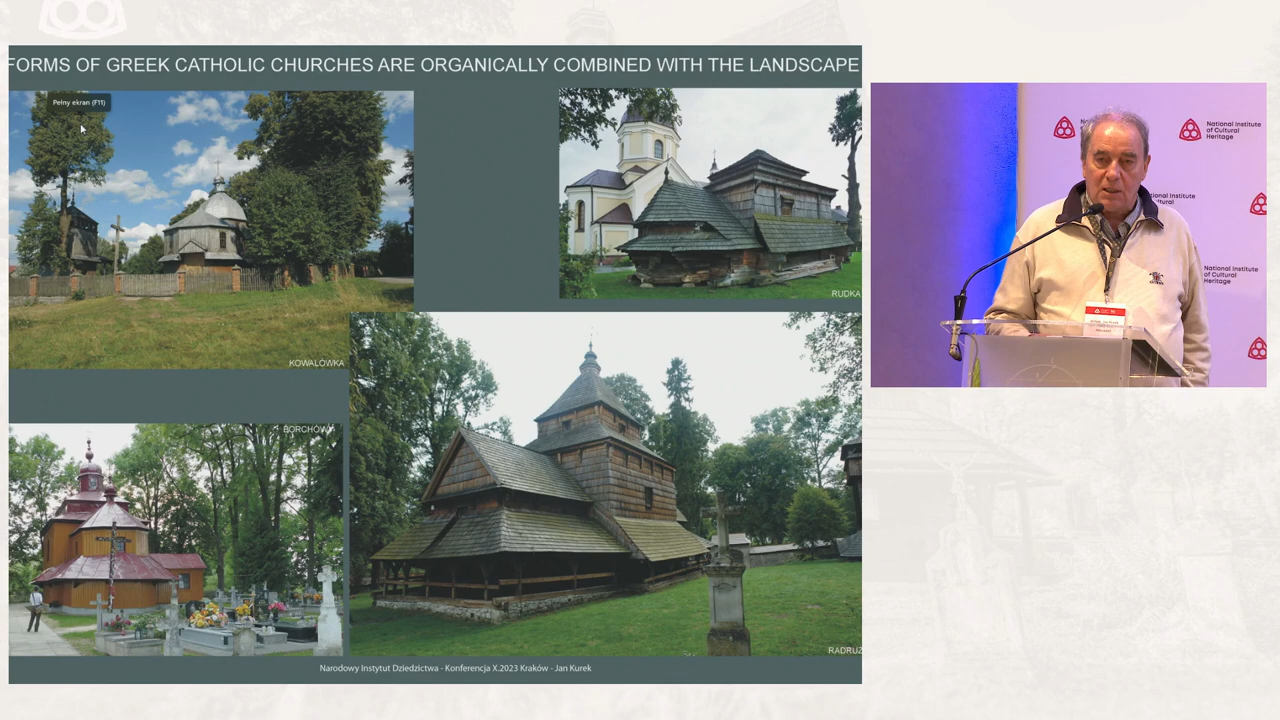 FORMS OF GREEK CATHOLIC CHURCHES ARE ORGANICALLY COMBINED WITH THE LANDSCAPE
Pełny ekran (F11)
KOWALÓWKA
RUDKA
BORCHÓW
RADRUŻ
Narodowy Instytut Dziedzictwa - Konferencja X.2023 Kraków - Jan Kurek
National Institute
of Cultural
Heritage
National Institute
of Cultural
Heritage
National Institute
National Institute
of Cultural
Heritage